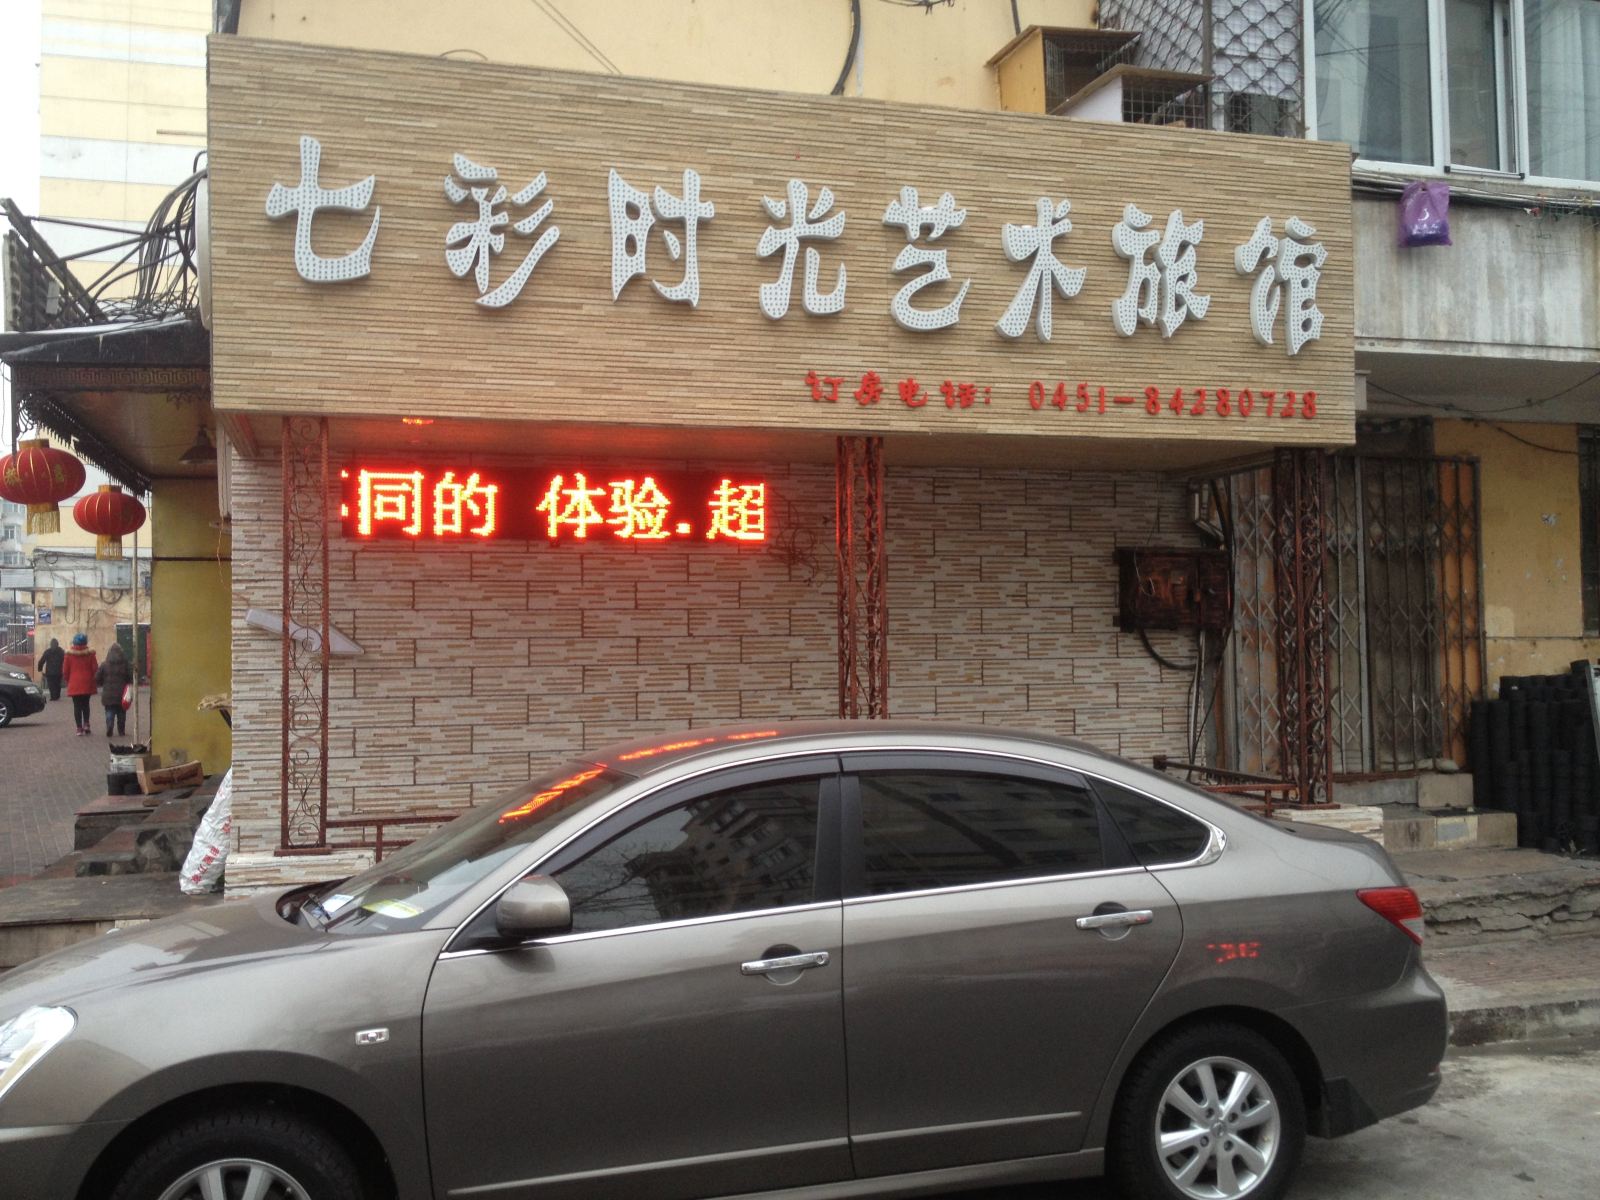 七彩时光艺术旅馆
订房电话：0451-84280728
同的 体验.超